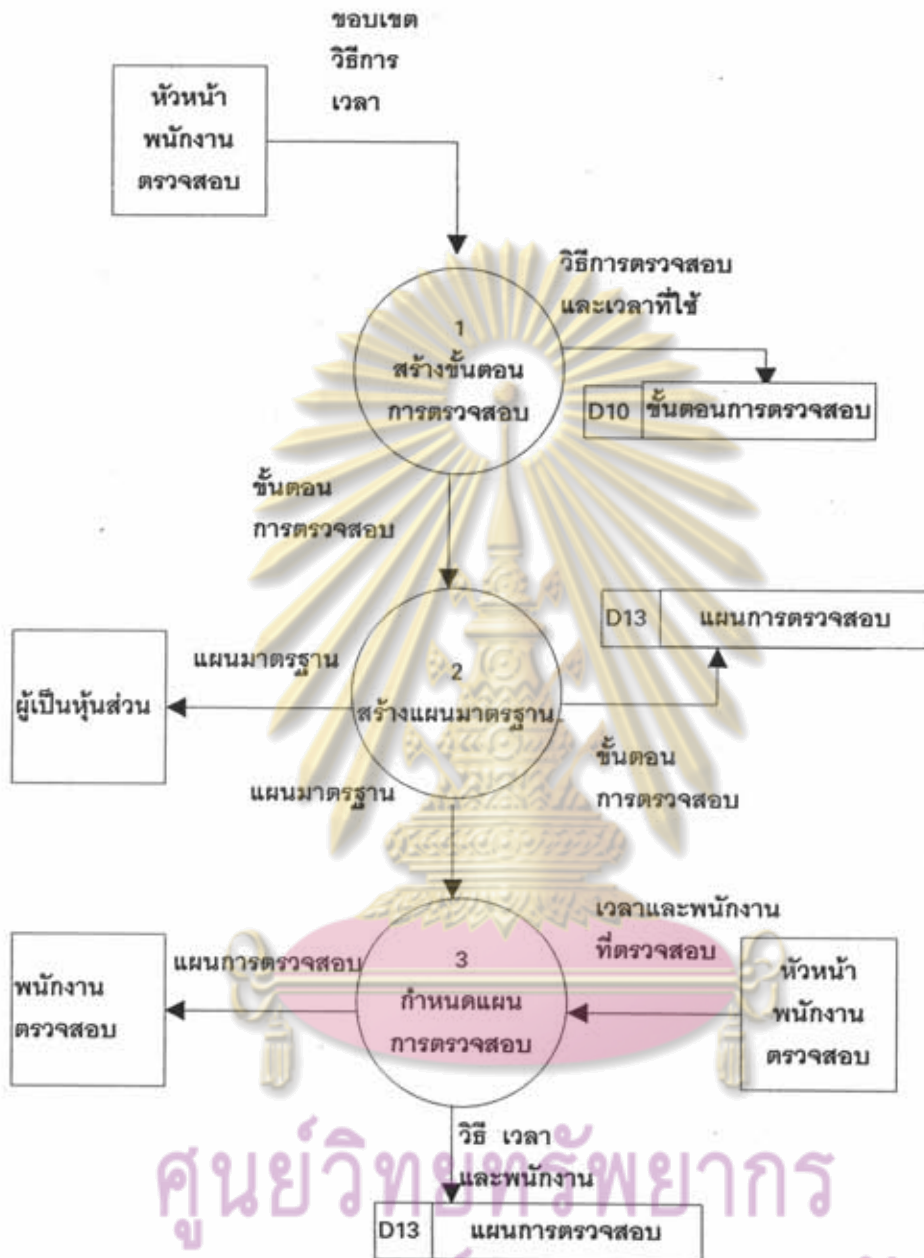 ขอบเขต
วิธีการ
เวลา
หัวหน้า
พนักงาน
ตรวจสอบ
วิธีการตรวจสอบ
และเวลาที่ใช้
1
สร้างขั้นตอน
การตรวจสอบ
D10 ขั้นตอนการตรวจสอบ
ขั้นตอน
การตรวจสอบ
D13 แผนการตรวจสอบ
แผนมาตรฐาน
2
สร้างแผนมาตรฐาน
ผู้เป็นหุ้นส่วน
ขั้นตอน
การตรวจสอบ
แผนมาตรฐาน
เวลาและพนักงาน
ที่ตรวจสอบ
แผนการตรวจสอบ
3
กำหนดแผน
การตรวจสอบ
พนักงาน
ตรวจสอบ
หัวหน้า
พนักงาน
ตรวจสอบ
วิธี เวลา
และพนักงาน
ศูนย์วิทยทรัพยากร
D13 แผนการตรวจสอบ